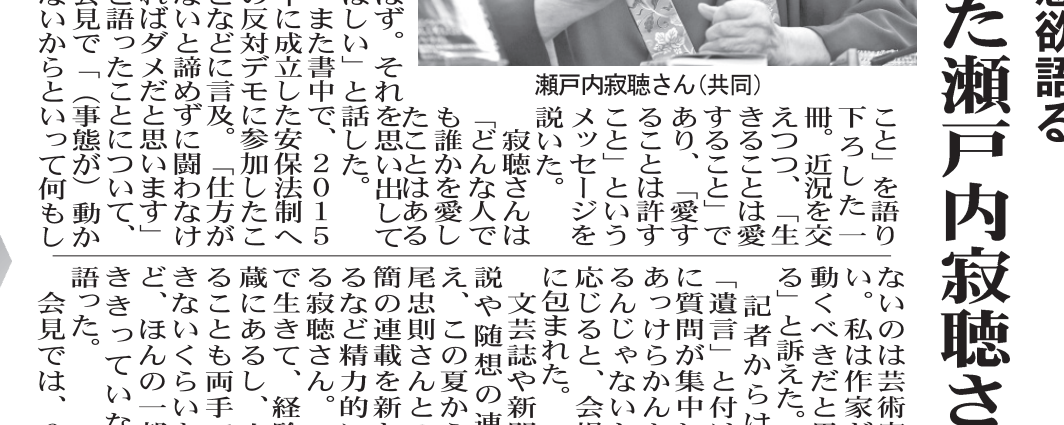 意欲語る
た瀬戸内寂聴さ
瀬戸内寂聴さん（共同）
こと」を語り
下ろした一
冊。近況を交
えつつ、「生
きることは愛
すること」で
あり、「愛す
ることは許す
こと」という
メッセージを
説いた。
寂聴さんは
「どんな人で
も誰かを愛し
たことはある
はず。それを思い出して
ほしい」と話した。
また書中で、2015
年に成立した安保法制へ
の反対デモに参加したこ
となどに言及。「仕方が
ないと諦めずに闘わなけ
ればダメだと思います」
と語ったことについて、
会見で「（事態が）動か
ないからといって何もし
ないのは芸術
い。私は作家
動くべきだと
る」と訴えた。
記者からは
「遺言」と付
に質問が集中
あっけらかん
るんじゃない
応じると、会
に包まれた。
文芸誌や新
説や随想の連
え、この夏か
尾忠則さんと
簡の連載を新
るなど精力的
る寂聴さん。
で生きて、経
蔵にあるし、
ることも両手
きないくらい
ど、ほんの一
ききっていな
語った。
会見では、